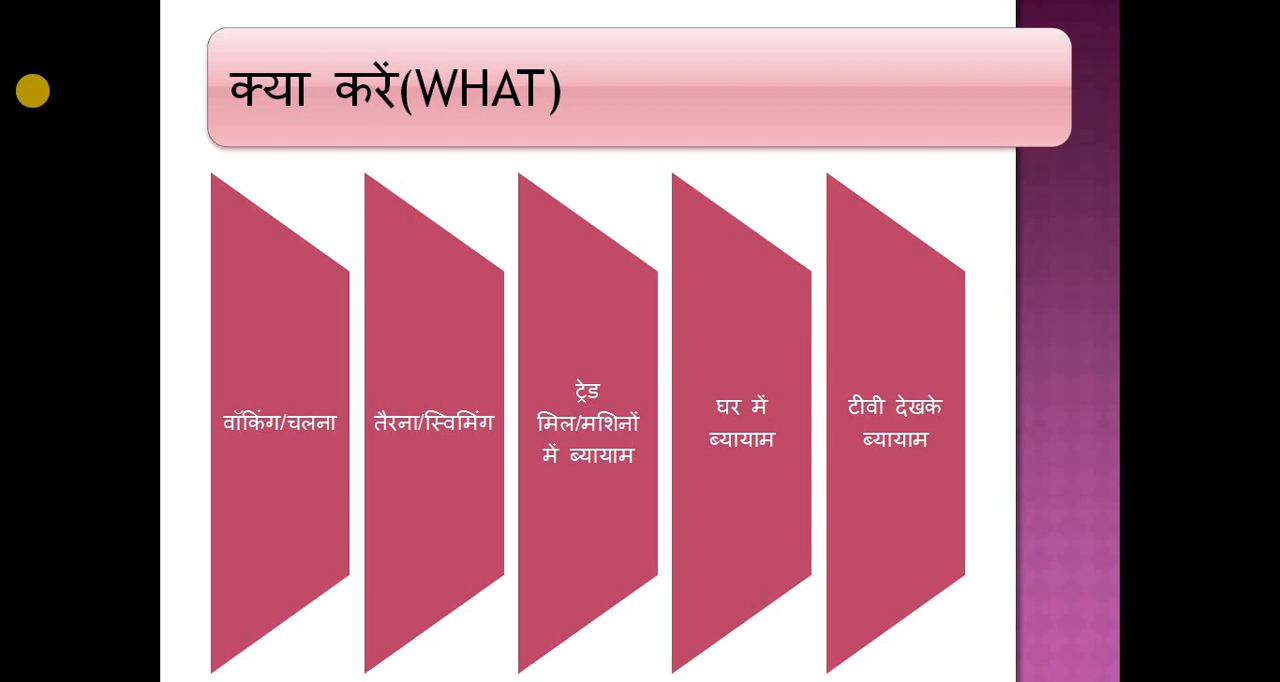 क्या करें(WHAT)
वॉकिंग/चलना
तैरना/स्विमिंग
ट्रेड
मिल/मशिनों
में ब्यायाम
घर में
ब्यायाम
टीवी देखके
ब्यायाम